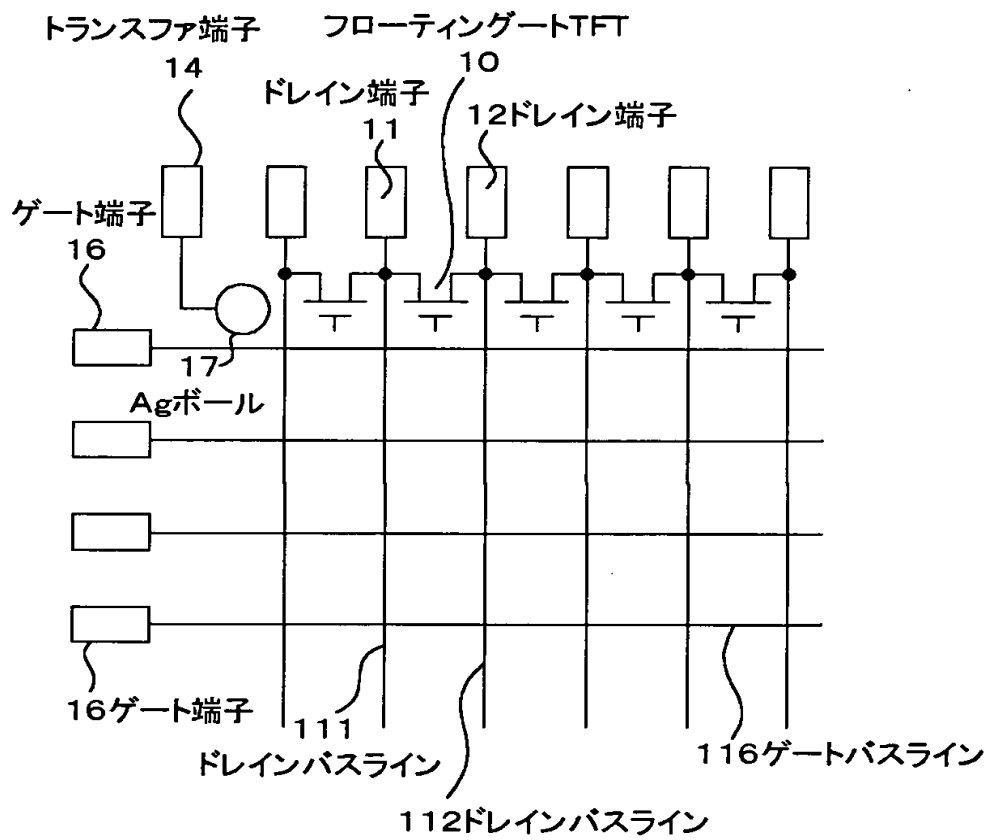 トランスファ端子
14
フローティングートTFT
10
ドレイン端子
11
12ドレイン端子
ゲート端子
16
17
Agボール
16ゲート端子
111
ドレインバスライン
116ゲートバスライン
112ドレインバスライン